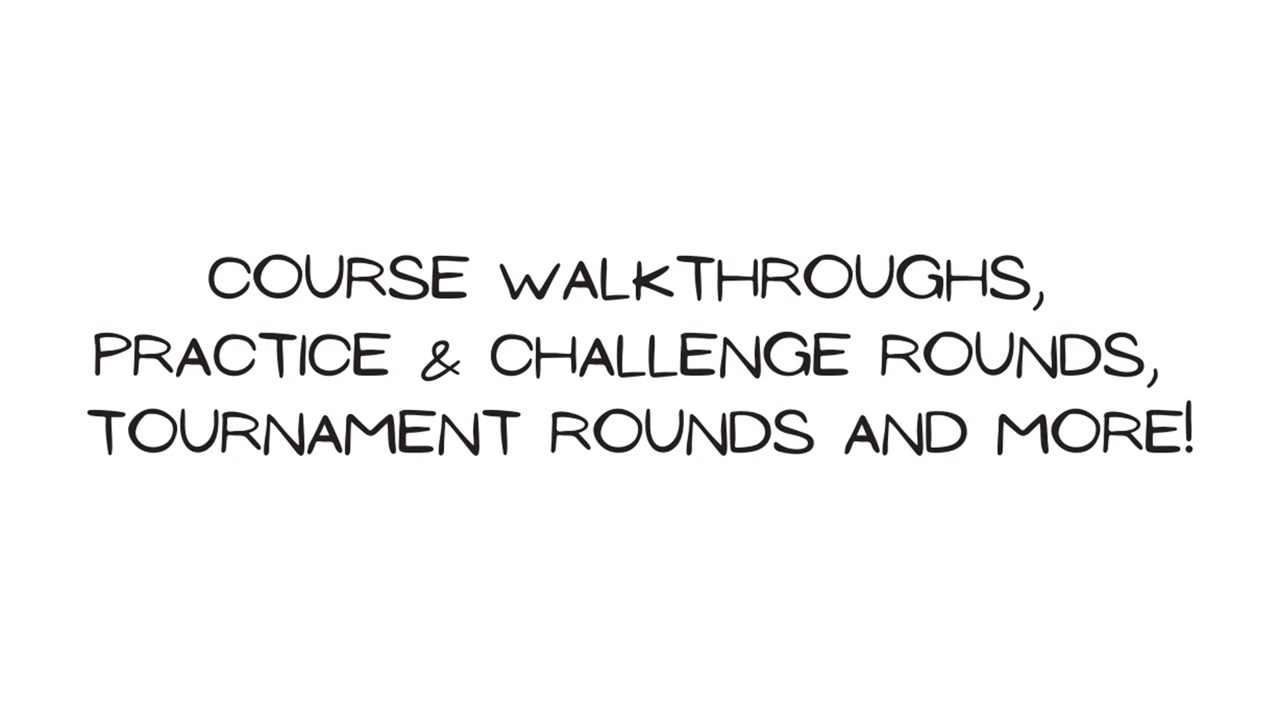 COURSE WALKTHROUGHS,
PRACTICE & CHALLENGE ROUNDS,
TOURNAMENT ROUNDS AND MORE!